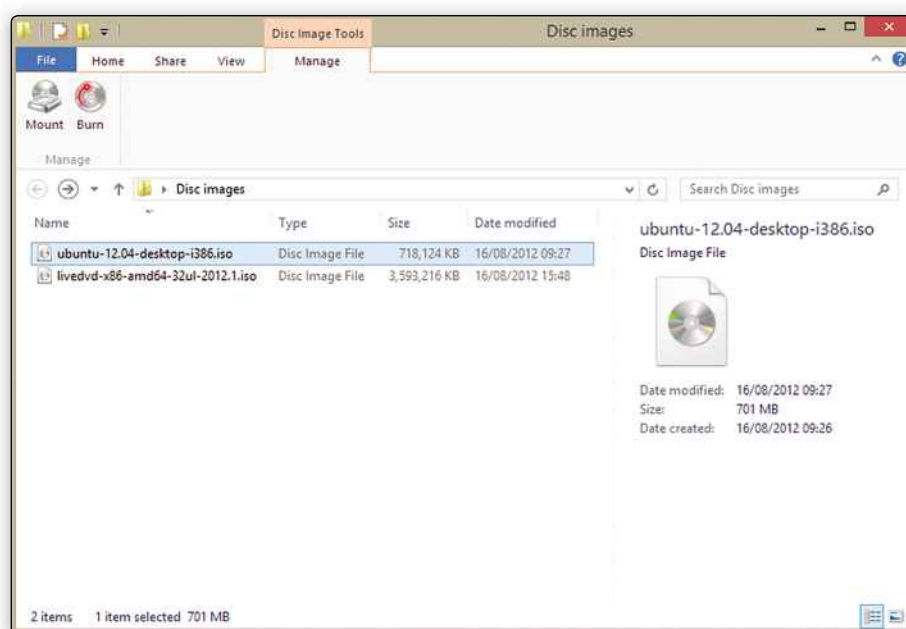 Disc Image Tools
Disc images
File Home Share View Manage
Mount Burn
Manage
Disc images
Search Disc images
Name Type Size Date modified
ubuntu-12.04-desktop-i386.iso Disc Image File 718,124 KB 16/08/2012 09:27
livedvd-x86-amd64-32ul-2012.1.iso Disc Image File 3,593,216 KB 16/08/2012 15:48
ubuntu-12.04-desktop-i386.iso
Disc Image File
Date modified: 16/08/2012 09:27
Size: 701 MB
Date created: 16/08/2012 09:26
2 items 1 item selected 701 MB